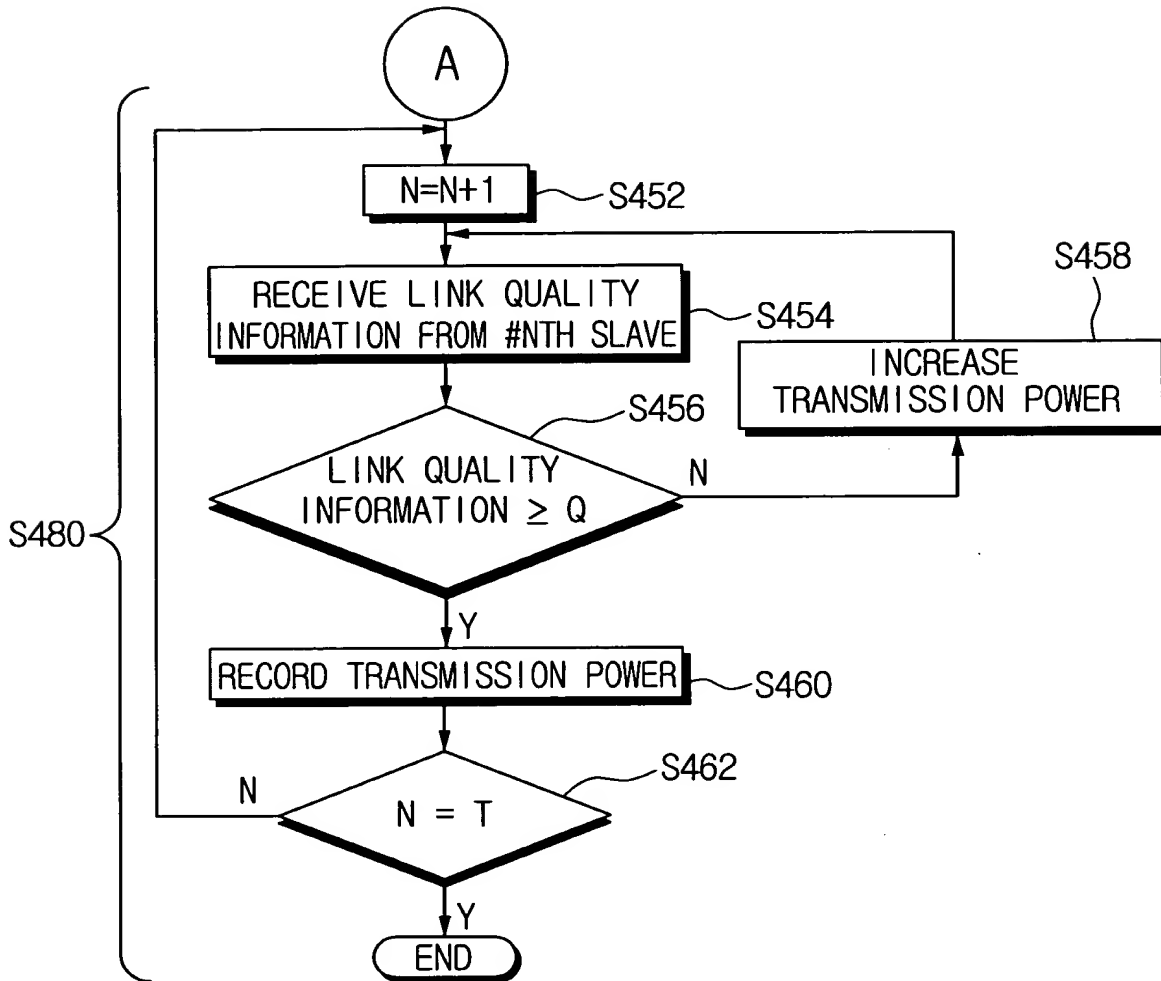 A
N=N+1
S452
RECEIVE LINK QUALITY
INFORMATION FROM #NTH SLAVE
S454
S458
INCREASE
TRANSMISSION POWER
S456
LINK QUALITY
INFORMATION ≥ Q
N
S480
Y
RECORD TRANSMISSION POWER
S460
S462
N
N = T
Y
END